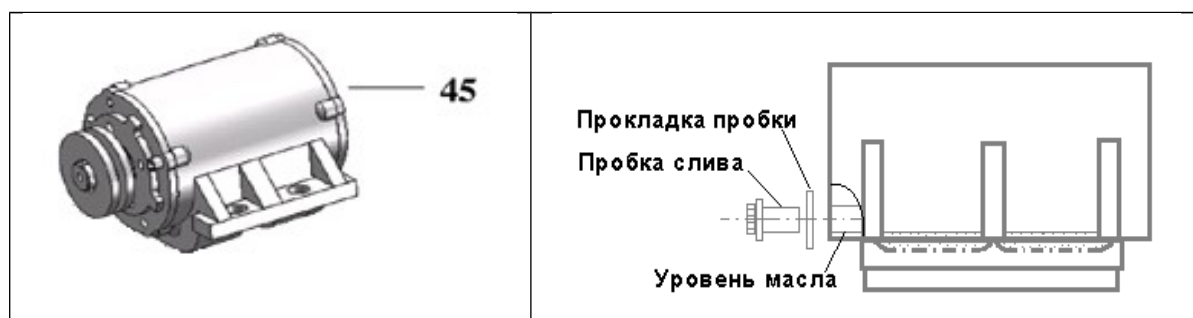 45
Прокладка пробки
Пробка слива
Уровень масла